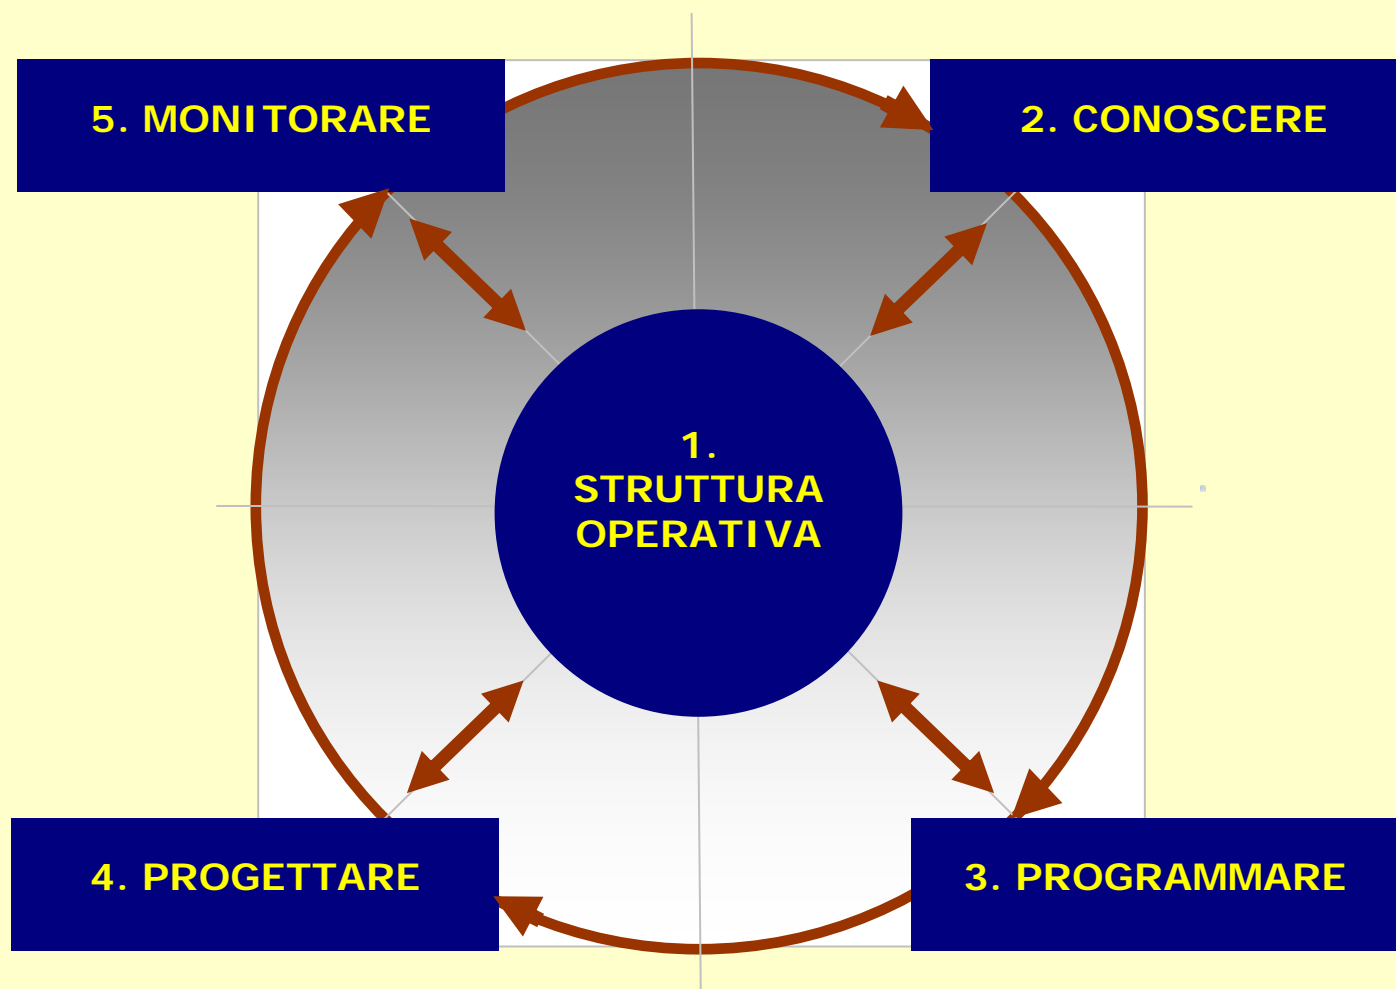 5. MONITORARE
2. CONOSCERE
1.
STRUTTURA
OPERATIVA
4. PROGETTARE
3. PROGRAMMARE